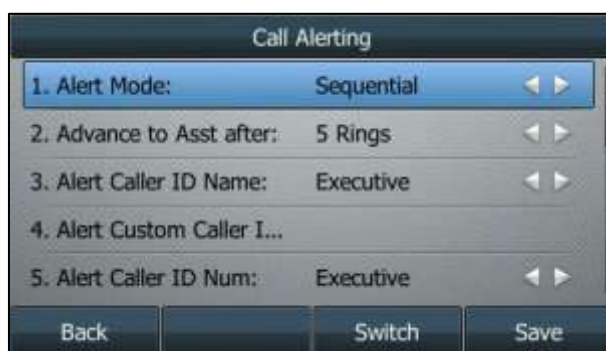 Call Alerting
1. Alert Mode: Sequential
2. Advance to Asst after: 5 Rings
3. Alert Caller ID Name: Executive
4. Alert Custom Caller I...
5. Alert Caller ID Num: Executive
Back Switch Save